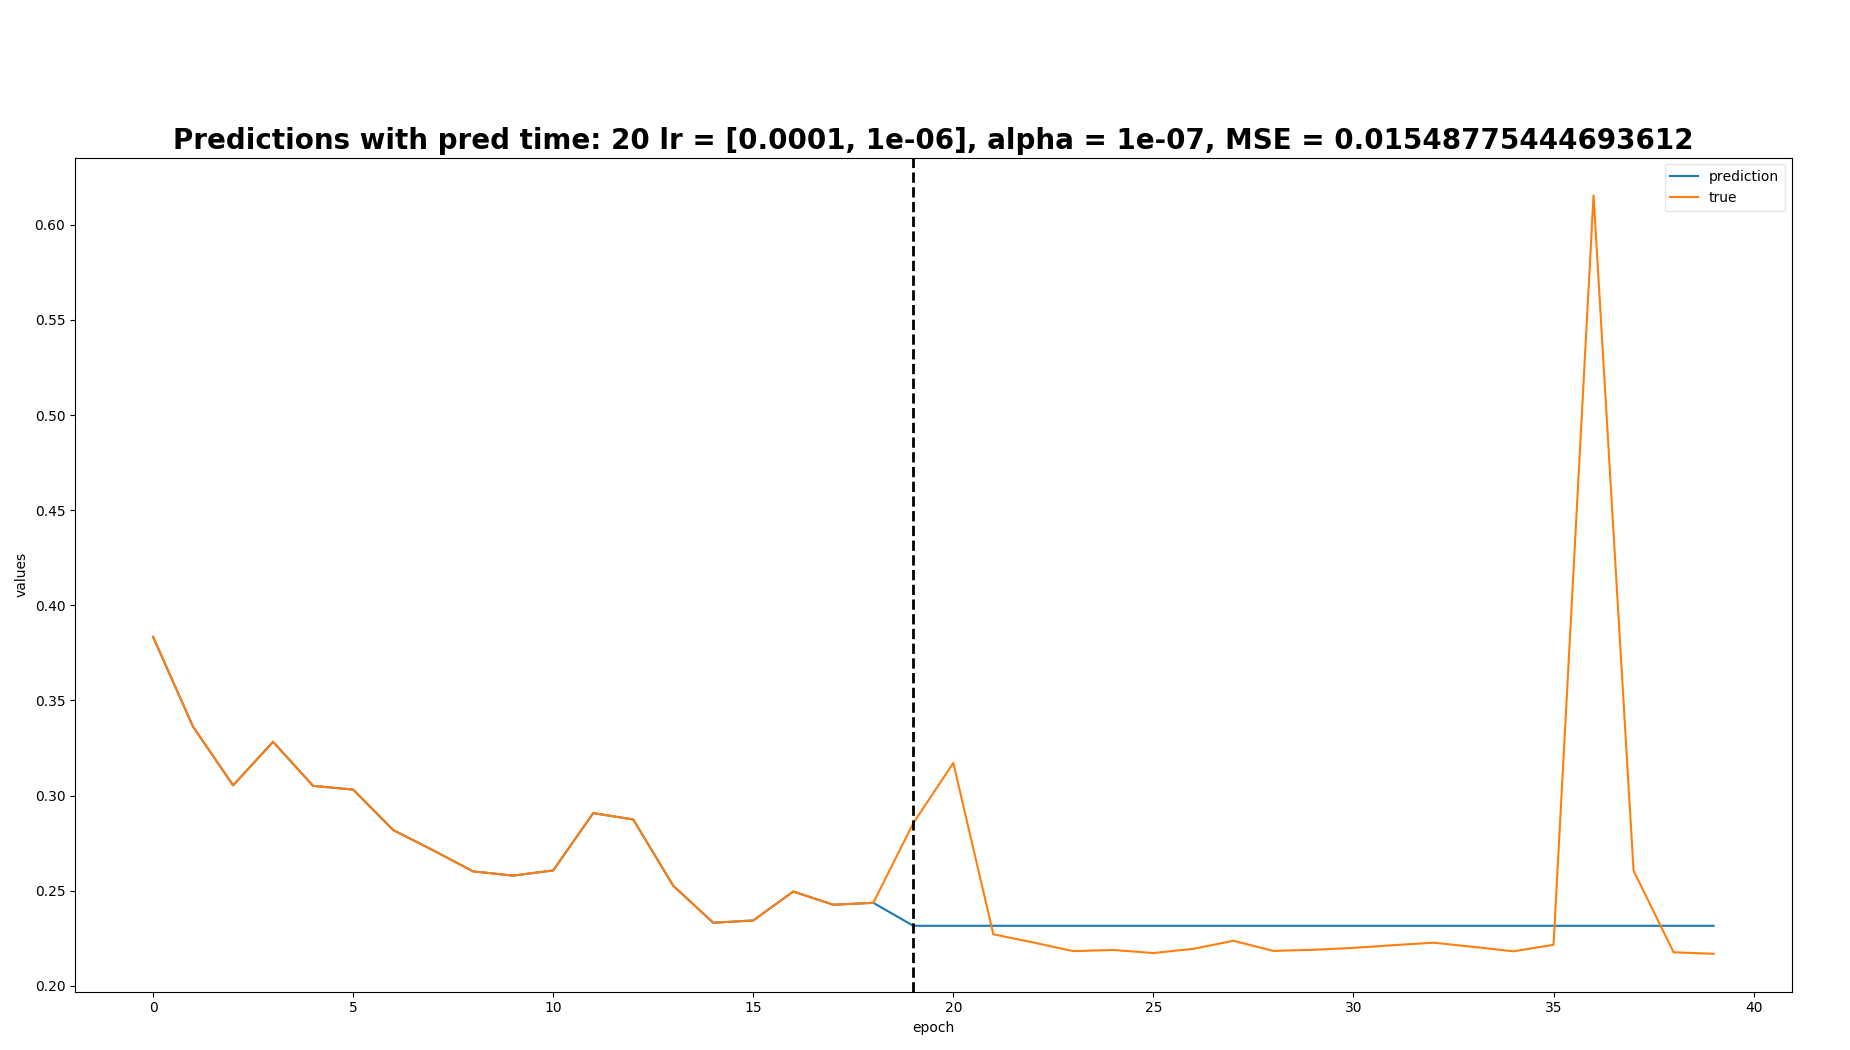 Predictions with pred time: 20 lr = [0.0001, 1e-06], alpha = 1e-07, MSE = 0.01548775444693612
prediction
true
0.60
0.55
0.50
0.45
0.40
0.35
0.30
0.25
0.20
values
0 5 10 15 20 25 30 35 40
epoch